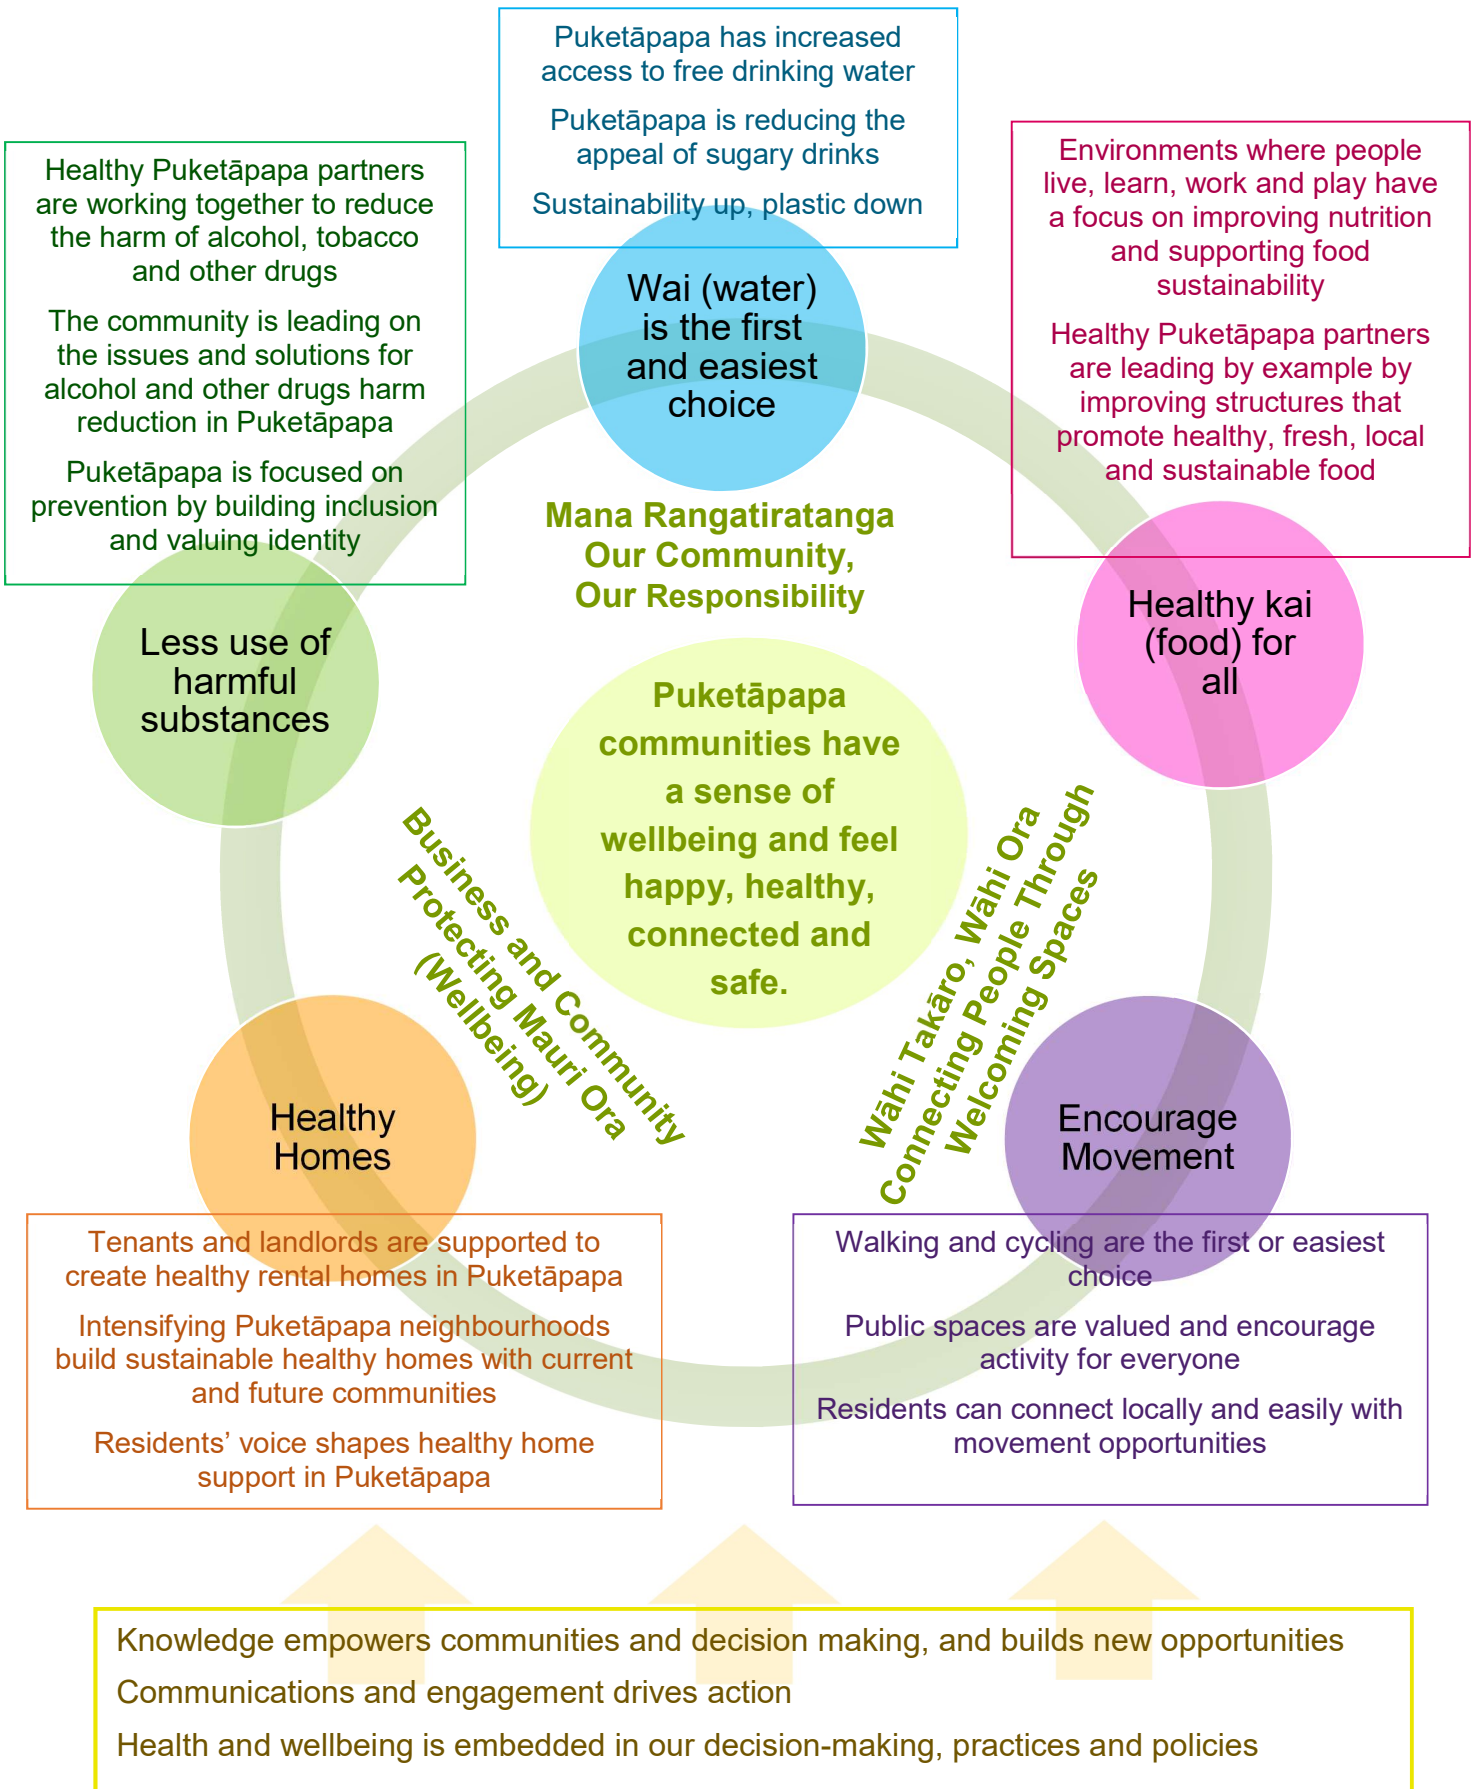 Puketāpapa has increased
access to free drinking water
Puketāpapa is reducing the
appeal of sugary drinks
Sustainability up, plastic down
Healthy Puketāpapa partners
are working together to reduce
the harm of alcohol, tobacco
and other drugs
The community is leading on
the issues and solutions for
alcohol and other drugs harm
reduction in Puketāpapa
Puketāpapa is focused on
prevention by building inclusion
and valuing identity
Environments where people
live, learn, work and play have
a focus on improving nutrition
and supporting food
sustainability
Healthy Puketāpapa partners
are leading by example by
improving structures that
promote healthy, fresh, local
and sustainable food
Wai (water)
is the first
and easiest
choice
Mana Rangatiratanga
Our Community,
Our Responsibility
Less use of
harmful
substances
Healthy kai
(food) for
all
Puketāpapa
communities have
a sense of
wellbeing and feel
happy, healthy,
connected and
safe.
Business and Community
Protecting Mauri Ora
(Wellbeing)
Wāhi Takāro, Wāhi Ora
Connecting People Through
Welcoming Spaces
Healthy
Homes
Encourage
Movement
Tenants and landlords are supported to
create healthy rental homes in Puketāpapa
Intensifying Puketāpapa neighbourhoods
build sustainable healthy homes with current
and future communities
Residents’ voice shapes healthy home
support in Puketāpapa
Walking and cycling are the first or easiest
choice
Public spaces are valued and encourage
activity for everyone
Residents can connect locally and easily with
movement opportunities
Knowledge empowers communities and decision making, and builds new opportunities
Communications and engagement drives action
Health and wellbeing is embedded in our decision-making, practices and policies